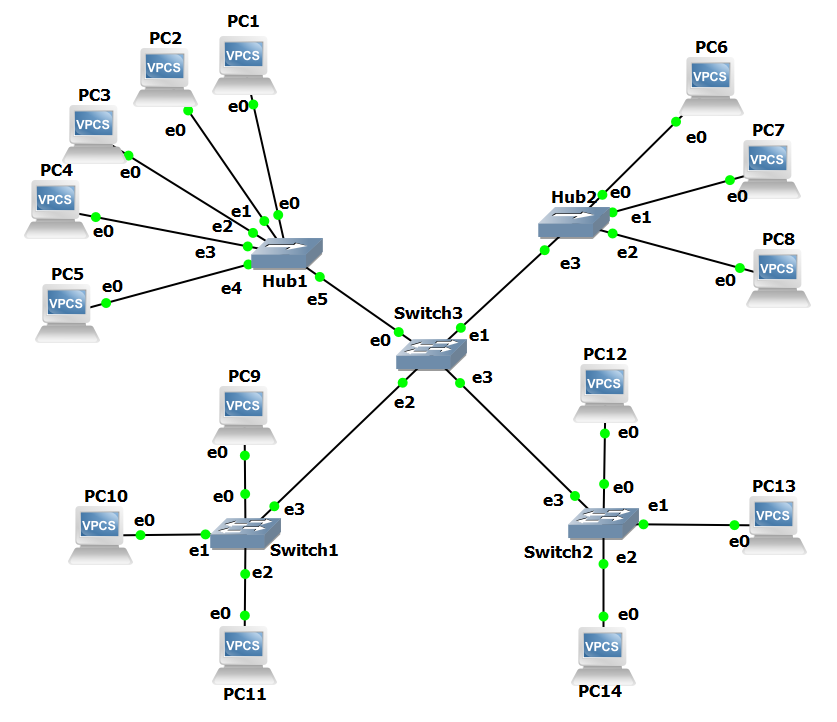 PC1
VPCS
e0
PC2
VPCS
e0
PC3
VPCS
e0
PC4
VPCS
e0
PC5
VPCS
e0
e0
e1
e2
e3
e4
Hub1
e5
PC6
VPCS
e0
PC7
VPCS
e0
PC8
VPCS
e0
Hub2
e0
e1
e2
e3
Switch3
e0
e1
e2
e3
PC9
VPCS
e0
PC10
VPCS
e0
e0
e1
e3
Switch1
e2
e0
VPCS
PC11
PC12
VPCS
e0
PC13
VPCS
e0
e0
e1
e3
Switch2
e2
e0
VPCS
PC14